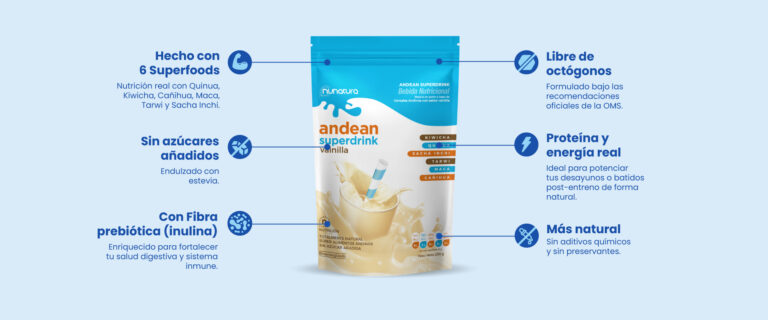 Hecho con
6 Superfoods
Nutrición real con Quinua,
Kiwicha, Cañihua, Maca,
Tarwi y Sacha Inchi.
Sin azúcares
añadidos
Endulzado con
estevia.
Con Fibra
prebiótica (inulina)
Enriquecido para fortalecer
tu salud digestiva y sistema
inmune.
nunatura
ANDEAN SUPERDRINK
Bebida Nutricional
andean
superdrink
vainilla
KIWICHA
SACHA INCHI
TARWI
MACA
CAÑIHUA
Libre de
octógonos
Formulado bajo las
recomendaciones
oficiales de la OMS.
Proteína y
energía real
Ideal para potenciar
tus desayunos o batidos
post-entreno de forma
natural.
Más natural
Sin aditivos químicos
y sin preservantes.